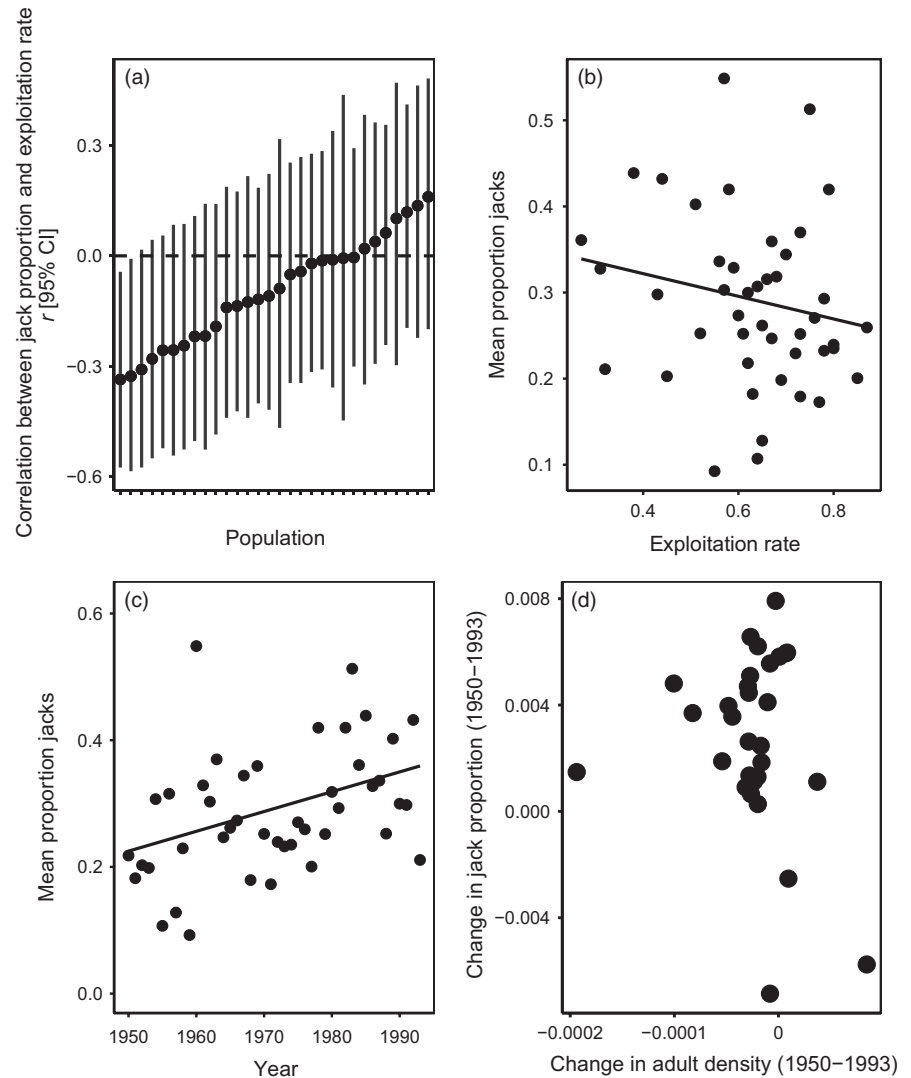 Correlation between jack proportion and exploitation rate
r [95% CI]
(a)
0.3
0.0
−0.3
−0.6
Population
(b)
Mean proportion jacks
0.5
0.4
0.3
0.2
0.1
0.4
0.6
0.8
Exploitation rate
(c)
Mean proportion jacks
0.6
0.4
0.2
0.0
1950
1960
1970
1980
1990
Year
(d)
Change in jack proportion (1950−1993)
0.008
0.004
0.000
−0.004
−0.0002
−0.0001
0
Change in adult density (1950−1993)